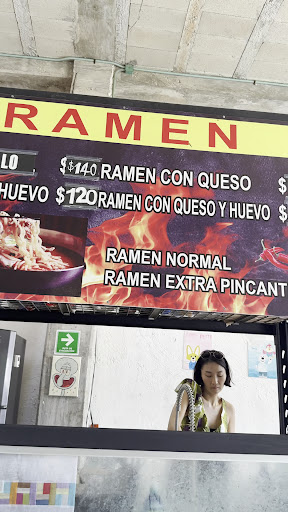 RAMEN
LO $140 RAMEN CON QUESO $
HUEVO $120 RAMEN CON QUESO Y HUEVO $
RAMEN NORMAL
RAMEN EXTRA PINCANT